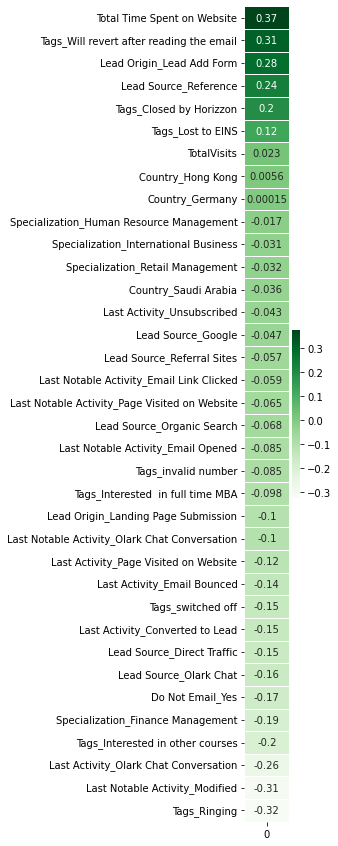 Total Time Spent on Website 0.37
Tags_Will revert after reading the email 0.31
Lead Origin_Lead Add Form 0.28
Lead Source_Reference 0.24
Tags_Closed by Horizzon 0.2
Tags_Lost to EINS 0.12
TotalVisits 0.023
Country_Hong Kong 0.0056
Country_Germany 0.00015
Specialization_Human Resource Management -0.017
Specialization_International Business -0.031
Specialization_Retail Management -0.032
Country_Saudi Arabia -0.036
Last Activity_Unsubscribed -0.043
Lead Source_Google -0.047
Lead Source_Referral Sites -0.057
Last Notable Activity_Email Link Clicked -0.059
Last Notable Activity_Page Visited on Website -0.065
Lead Source_Organic Search -0.068
Last Notable Activity_Email Opened -0.085
Tags_invalid number -0.085
Tags_Interested  in full time MBA -0.098
Lead Origin_Landing Page Submission -0.1
Last Notable Activity_Olark Chat Conversation -0.1
Last Activity_Page Visited on Website -0.12
Last Activity_Email Bounced -0.14
Tags_switched off -0.15
Last Activity_Converted to Lead -0.15
Lead Source_Direct Traffic -0.15
Lead Source_Olark Chat -0.16
Do Not Email_Yes -0.17
Specialization_Finance Management -0.19
Tags_Interested in other courses -0.2
Last Activity_Olark Chat Conversation -0.26
Last Notable Activity_Modified -0.31
Tags_Ringing -0.32
0
0.3
0.2
0.1
0.0
−0.1
−0.2
−0.3